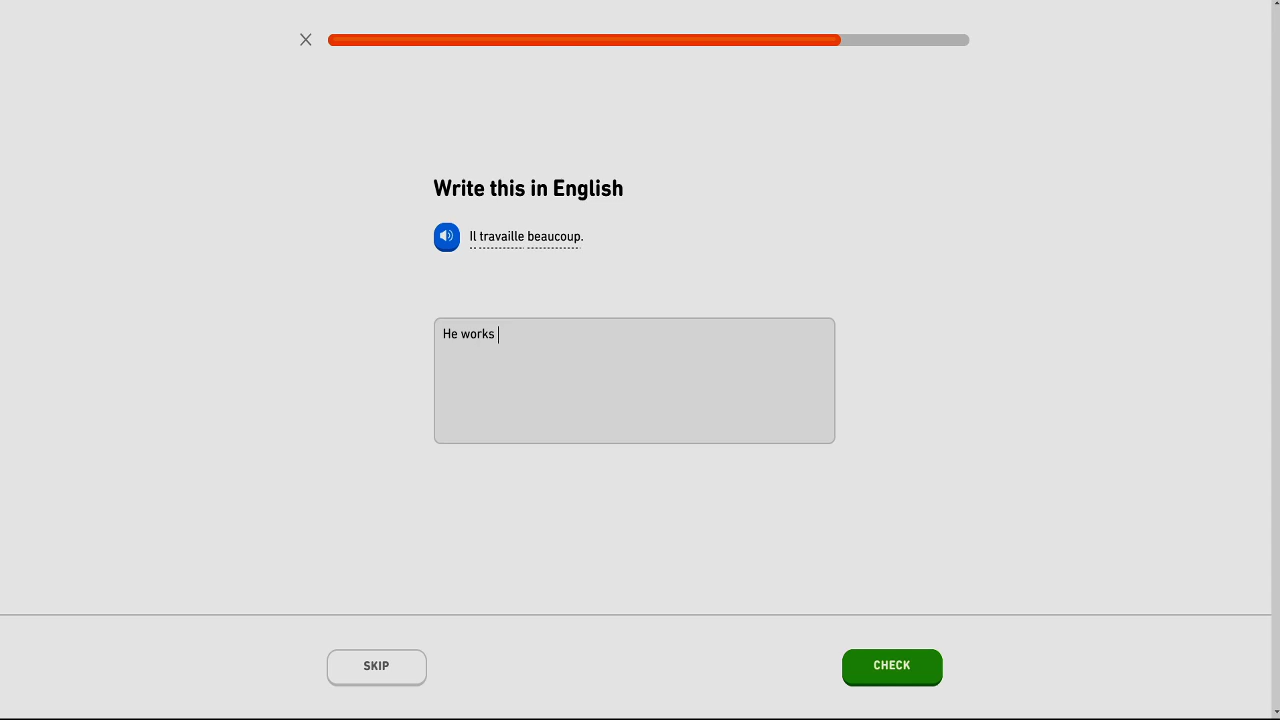 Write this in English
Il travaille beaucoup.
He works
SKIP
CHECK